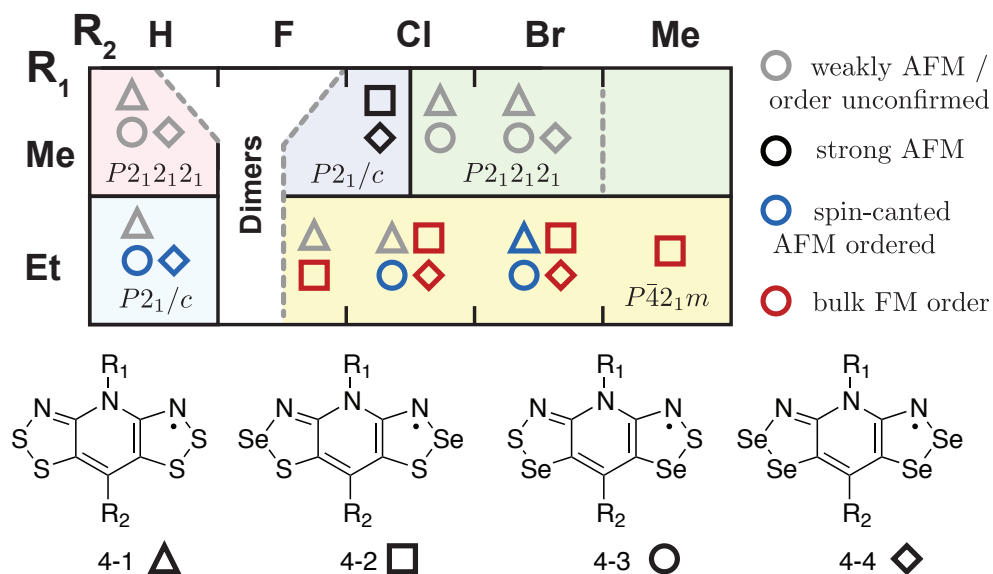 R₂ H F Cl Br Me
R₁
Me
Et
Dimers
P2₁2₁2₁
P2₁/c
P2₁2₁2₁
P2₁/c
P4̄2₁m
weakly AFM /
order unconfirmed
strong AFM
spin-canted
AFM ordered
bulk FM order
R₁
N N N
S S
S S
R₂
R₁
N N N
Se Se
S S
R₂
R₁
N N N
S S
Se Se
R₂
R₁
N N N
Se Se
Se Se
R₂
4-1 4-2 4-3 4-4